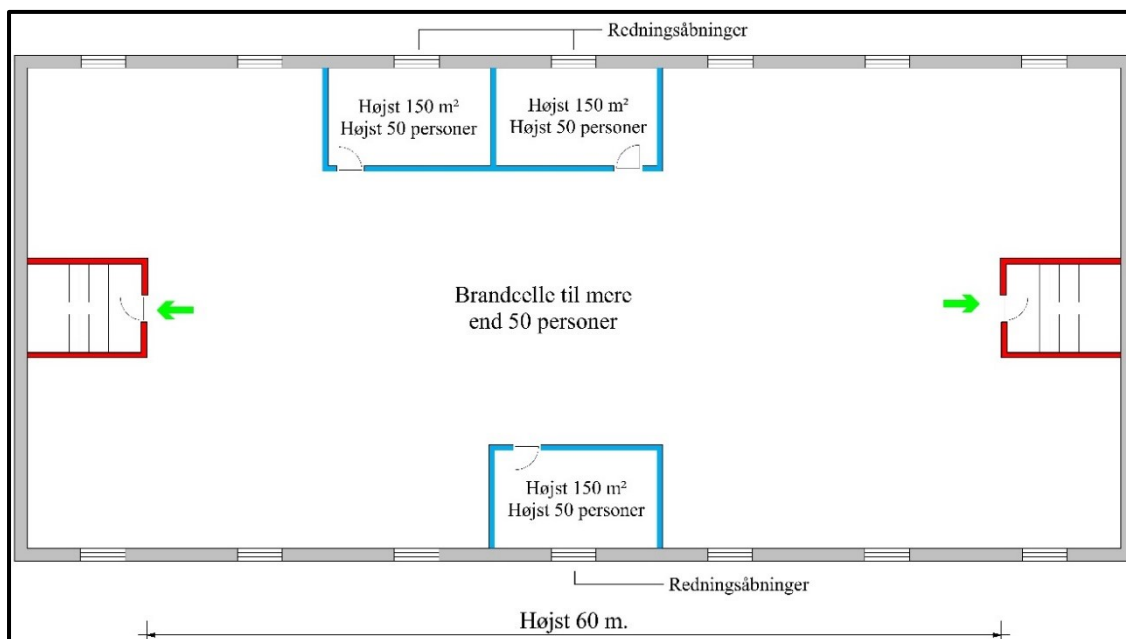 Redningsåbninger
Højst 150 m²
Højst 50 personer
Højst 150 m²
Højst 50 personer
Brandcelle til mere
end 50 personer
Højst 150 m²
Højst 50 personer
Redningsåbninger
Højst 60 m.